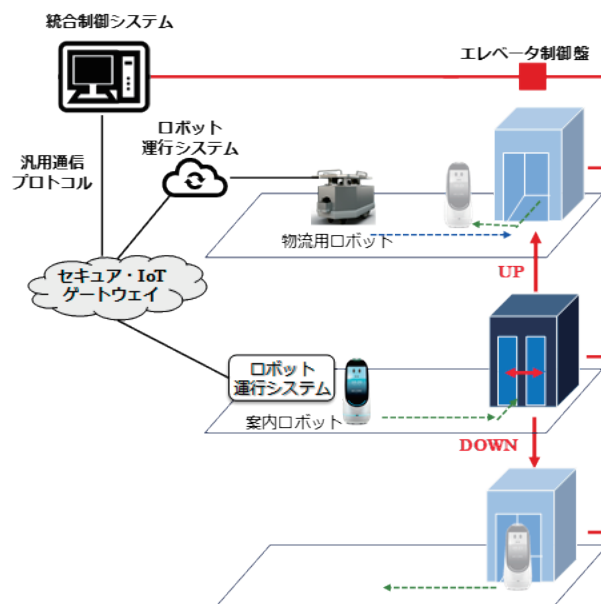 統合制御システム
エレベータ制御盤
ロボット
運行システム
汎用通信
プロトコル
物流用ロボット
セキュア・IoT
ゲートウェイ
UP
ロボット
運行システム
案内ロボット
DOWN